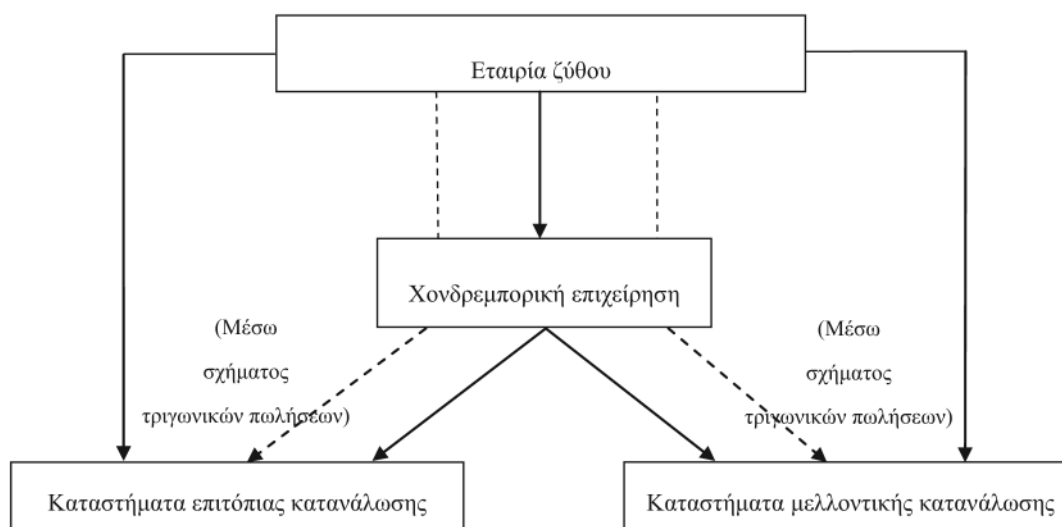 Εταιρία ζύθου
Χονδρεμπορική επιχείρηση
(Μέσω
σχήματος
τριγωνικών πωλήσεων)
(Μέσω
σχήματος
τριγωνικών πωλήσεων)
Καταστήματα επιτόπιας κατανάλωσης
Καταστήματα μελλοντικής κατανάλωσης